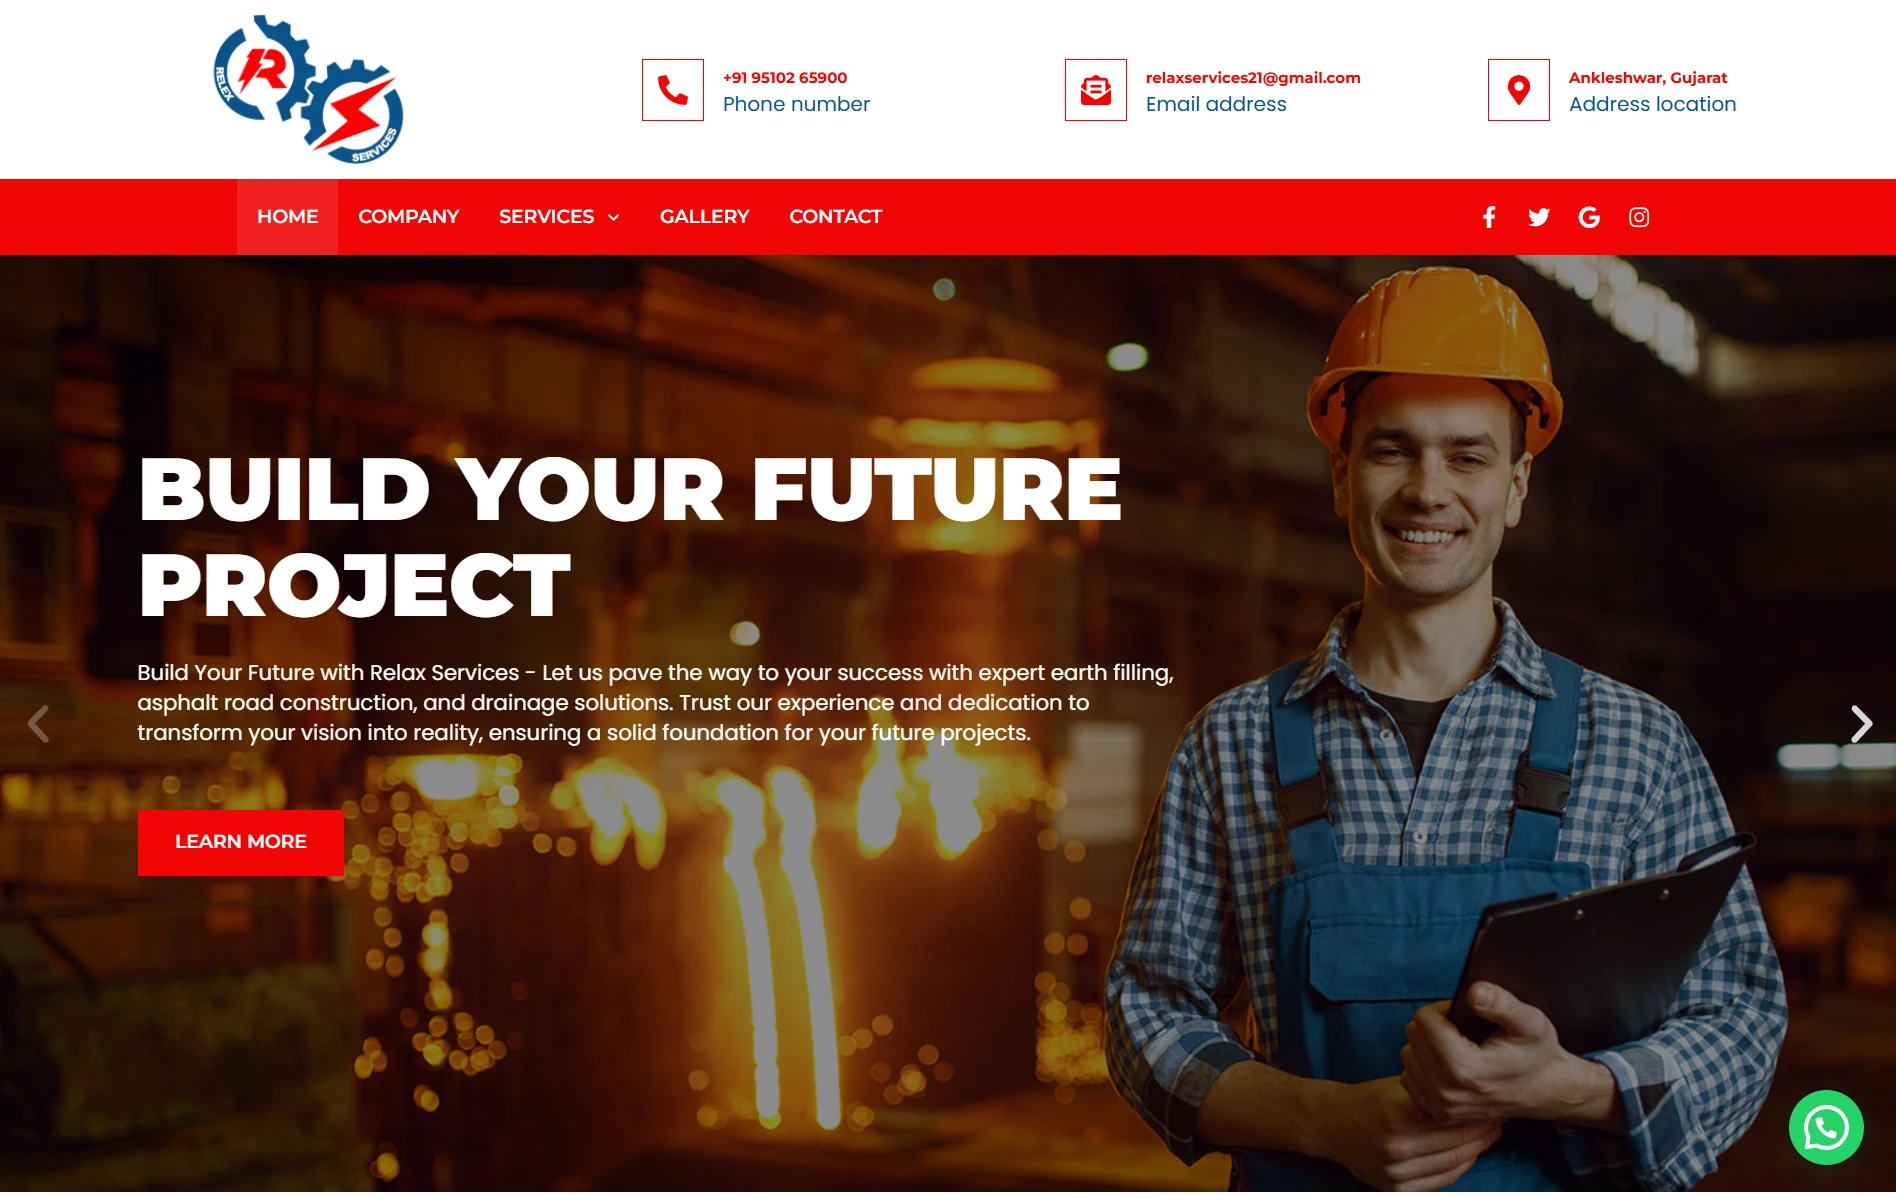 RELEX
SERVICES
+91 95102 65900
Phone number
relaxservices21@gmail.com
Email address
Ankleshwar, Gujarat
Address location
HOME COMPANY SERVICES GALLERY CONTACT
BUILD YOUR FUTURE
PROJECT
Build Your Future with Relax Services - Let us pave the way to your success with expert earth filling,
asphalt road construction, and drainage solutions. Trust our experience and dedication to
transform your vision into reality, ensuring a solid foundation for your future projects.
LEARN MORE